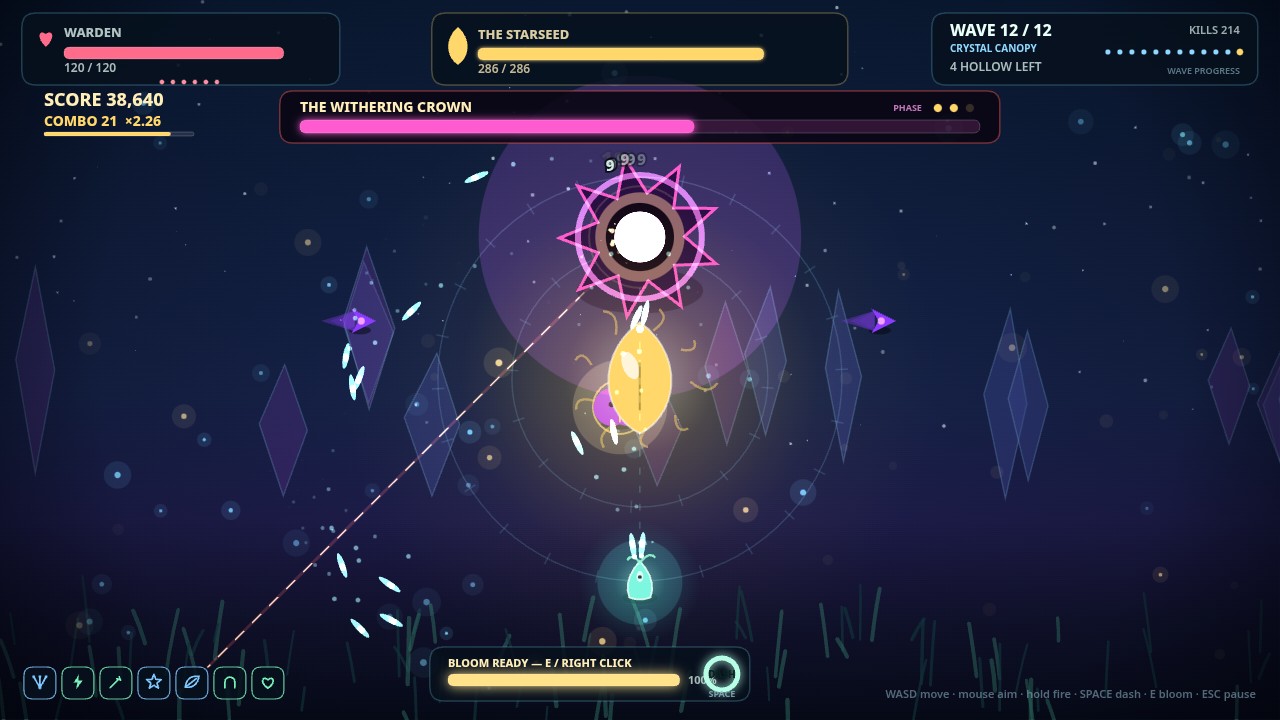 WARDEN
120 / 120
THE STARSEED
286 / 286
WAVE 12 / 12
KILLS 214
CRYSTAL CANOPY
4 HOLLOW LEFT
WAVE PROGRESS
SCORE 38,640
COMBO 21 ×2.26
THE WITHERING CROWN
PHASE
9
BLOOM READY — E / RIGHT CLICK
100%
SPACE
WASD move · mouse aim · hold fire · SPACE dash · E bloom · ESC pause